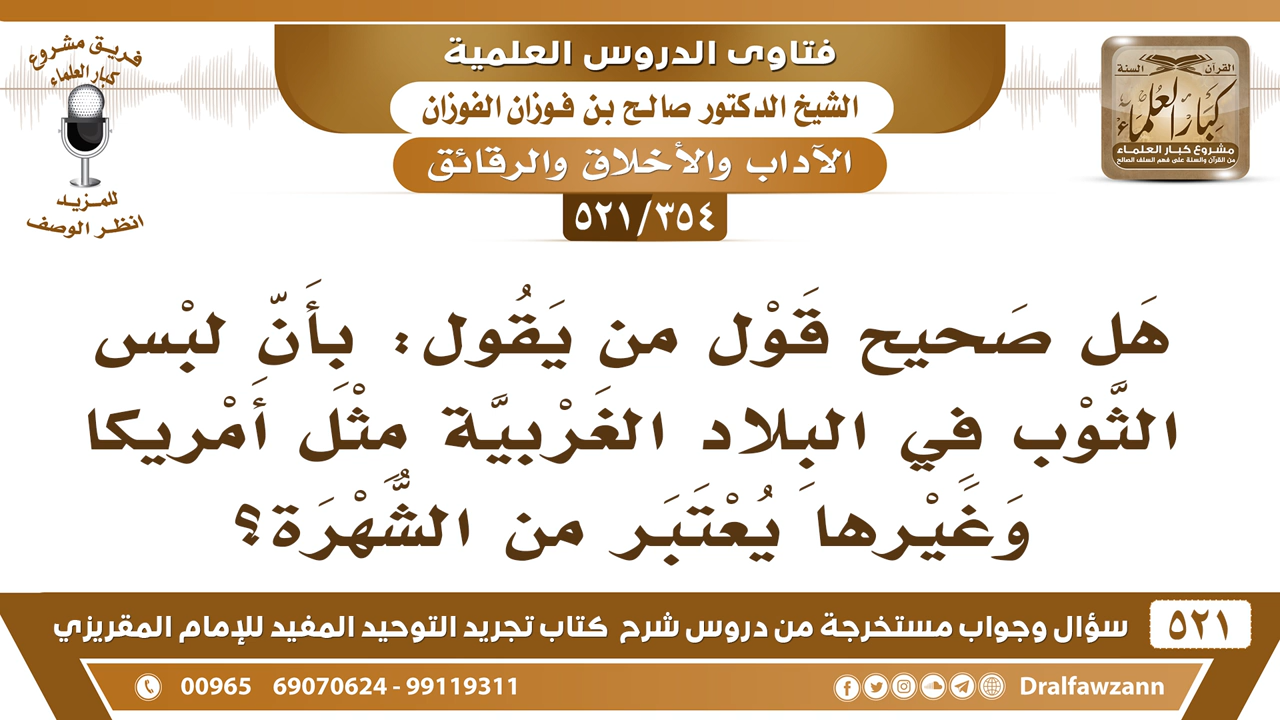 فتاوى الدروس العلمية
الشيخ الدكتور صالح بن فوزان الفوزان
الآداب والأخلاق والرقائق
٥٢١/٣٥٤
فريق مشروع
كبار العلماء
للمزيد
انظر الوصف
القرآن السنة
كبار العلماء
مشروع كبار العلماء
من القرآن والسنة على فهم السلف الصالح
هَل صَحيح قَوْل من يَقُول: بأَنّ لبْس
الثَّوْب في البلاد الغَرْبيَّة مثْلَ أَمْريكا
وَغَيْرها يُعْتَبَر من الشُّهْرَة؟
٥٢١ سؤال وجواب مستخرجة من دروس شرح كتاب تجريد التوحيد المفيد للإمام المقريزي
00965 69070624 - 99119311
Dralfawzann